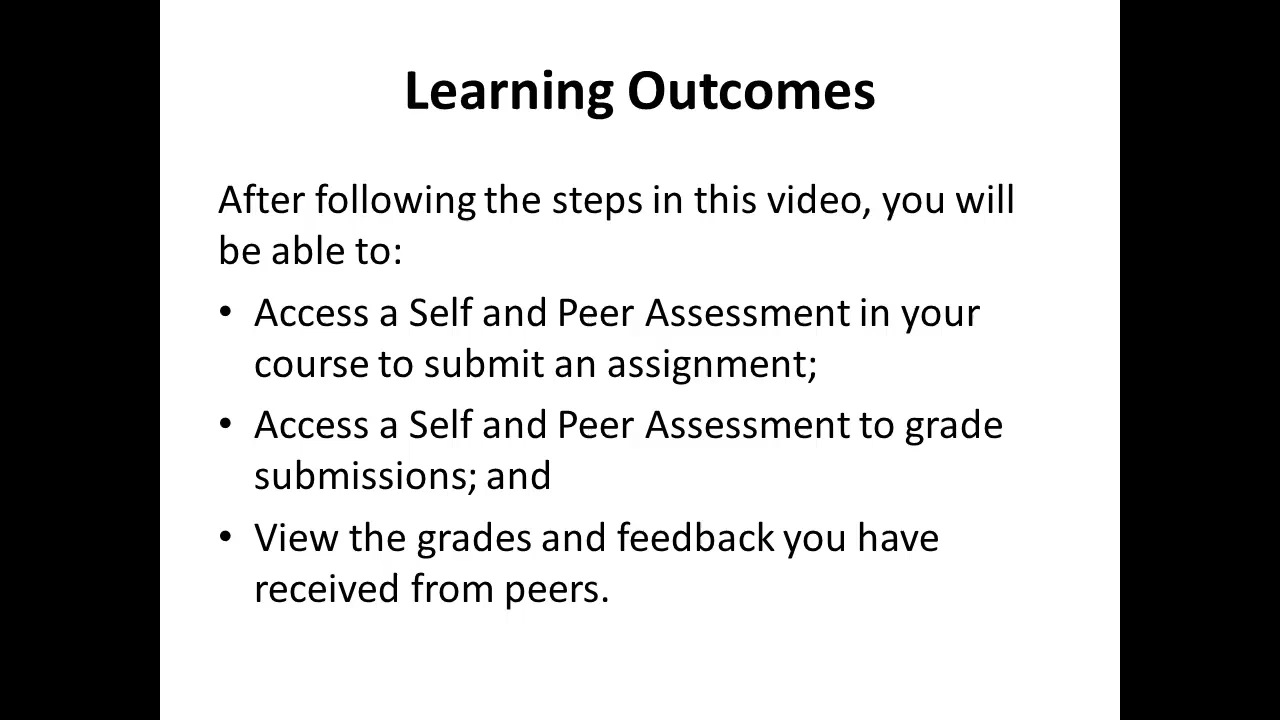 Learning Outcomes
After following the steps in this video, you will
be able to:
• Access a Self and Peer Assessment in your
course to submit an assignment;
• Access a Self and Peer Assessment to grade
submissions; and
• View the grades and feedback you have
received from peers.